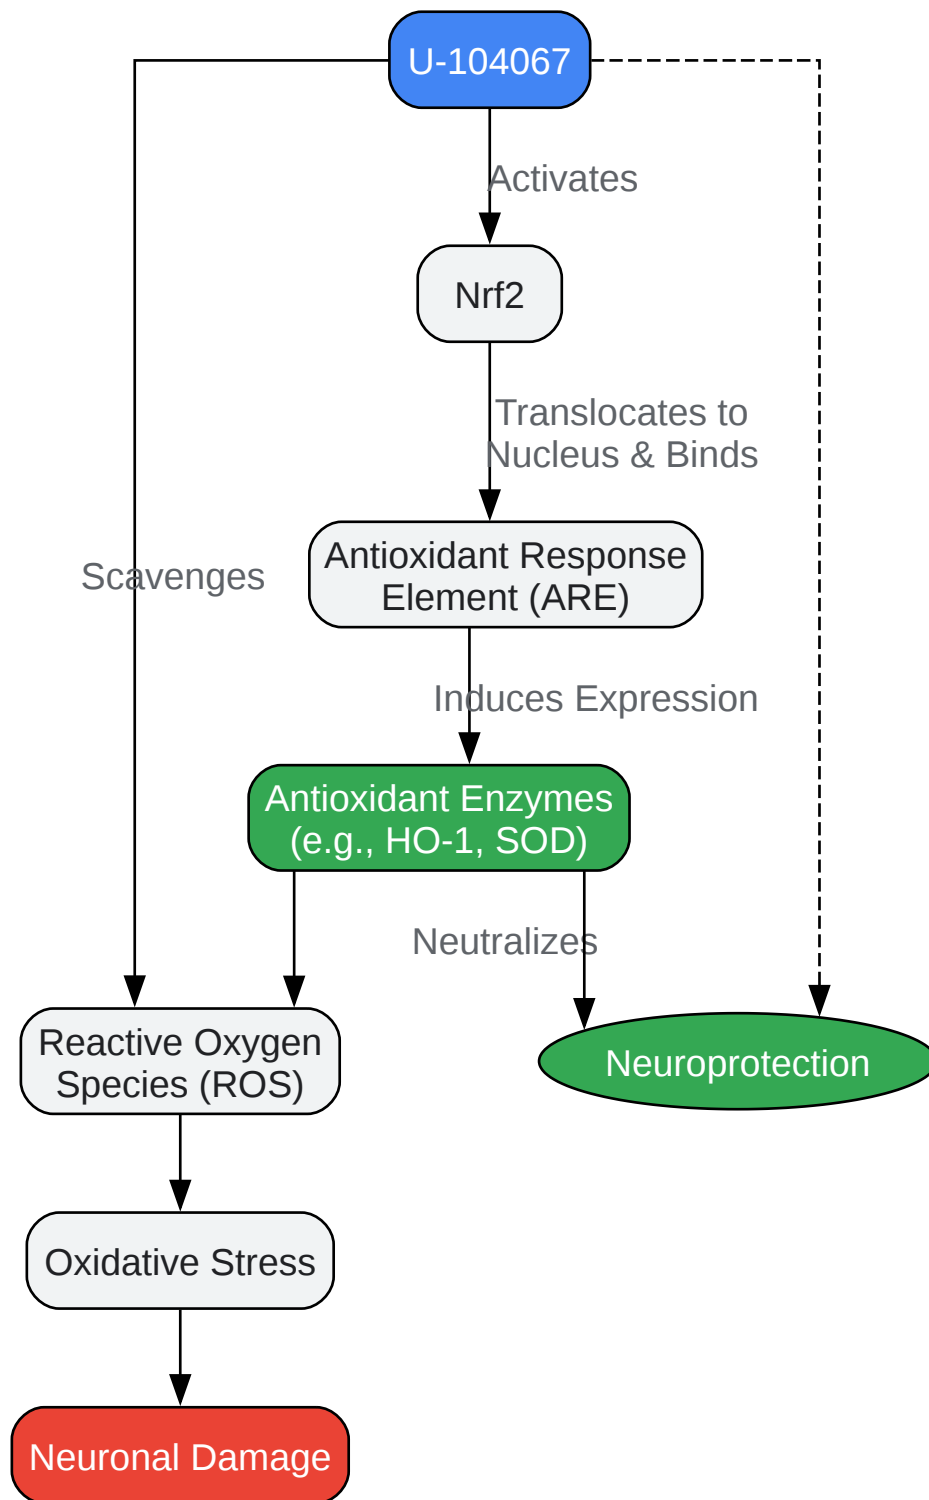 U-104067
Activates
Nrf2
Translocates to
Nucleus & Binds
Antioxidant Response
Element (ARE)
Scavenges
Induces Expression
Antioxidant Enzymes
(e.g., HO-1, SOD)
Neutralizes
Reactive Oxygen
Species (ROS)
Neuroprotection
Oxidative Stress
Neuronal Damage